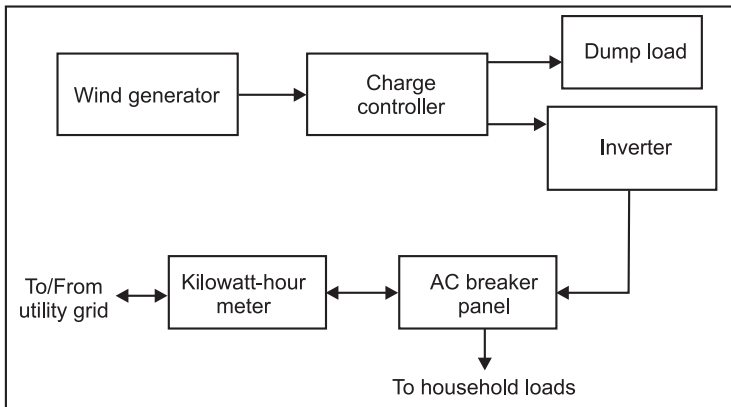 Wind generator
Charge
controller
Dump load
Inverter
To/From
utility grid
Kilowatt-hour
meter
AC breaker
panel
To household loads